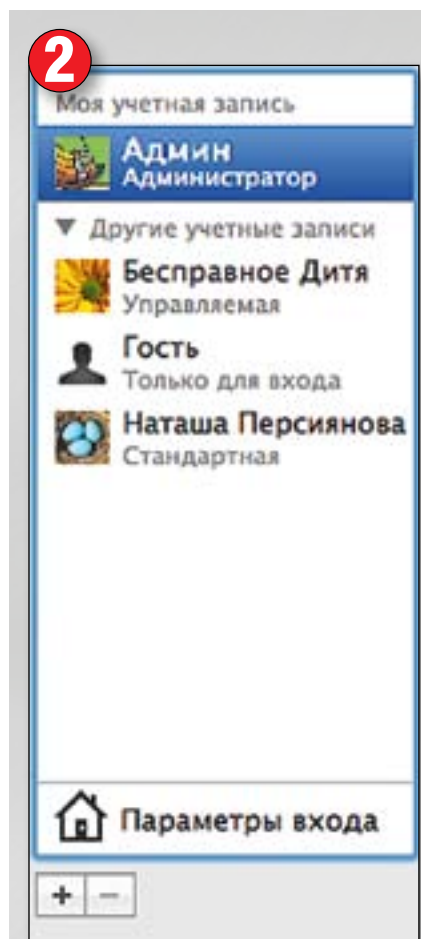 2
Моя учетная запись
Админ
Администратор
▼ Другие учетные записи
Бесправное Дитя
Управляемая
Гость
Только для входа
Наташа Персиянова
Стандартная
Параметры входа
+ −